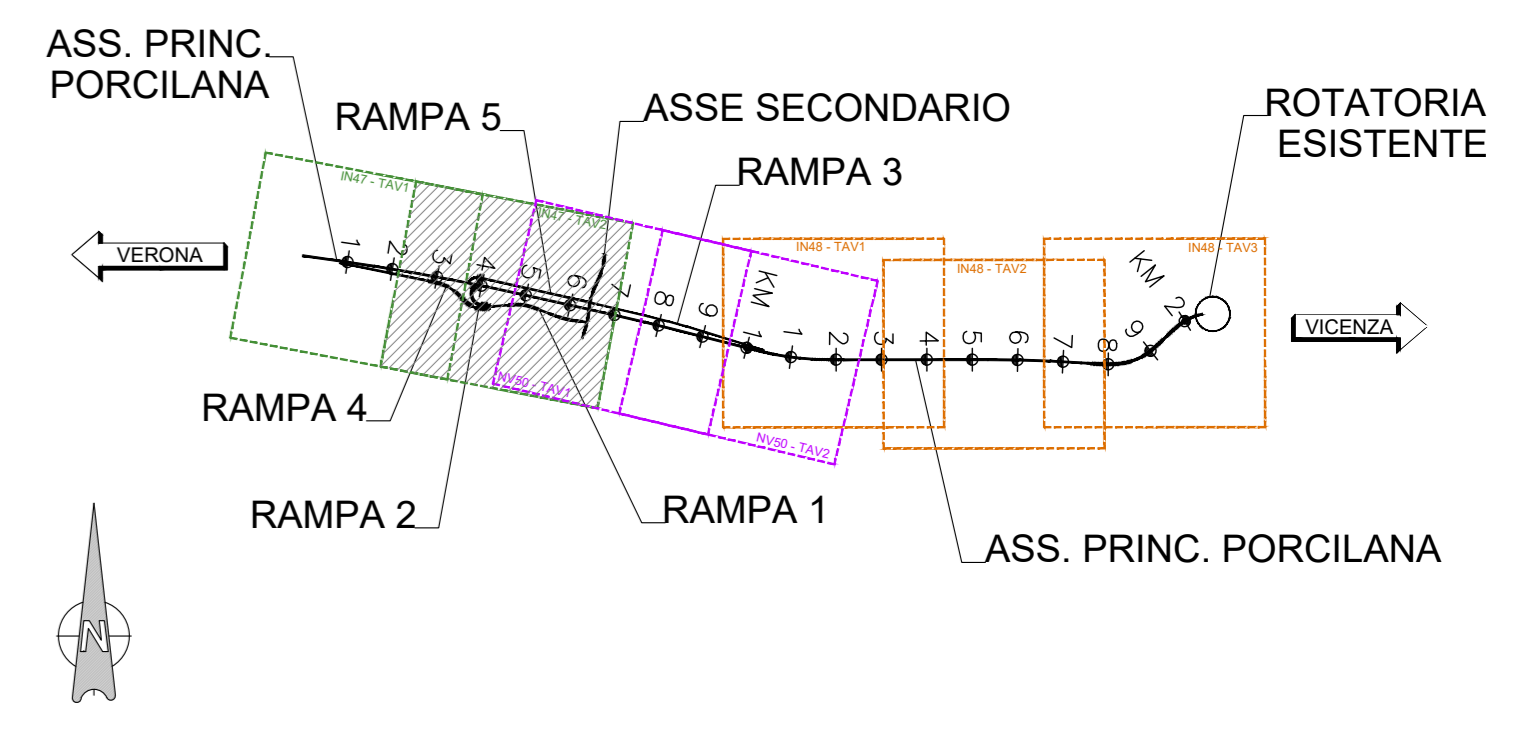 ASS. PRINC.
PORCILANA
RAMPA 5
ASSE SECONDARIO
ROTATORIA
ESISTENTE
RAMPA 3
IN47 - TAV1
IN47 - TAV2
IN48 - TAV1
IN48 - TAV2
IN48 - TAV3
VERONA
1
2
3
4
5
6
7
8
9
KM
1
1
2
3
4
5
6
7
8
9
KM
2
VICENZA
NV50 - TAV1
NV50 - TAV2
RAMPA 4
RAMPA 2
RAMPA 1
ASS. PRINC. PORCILANA
N